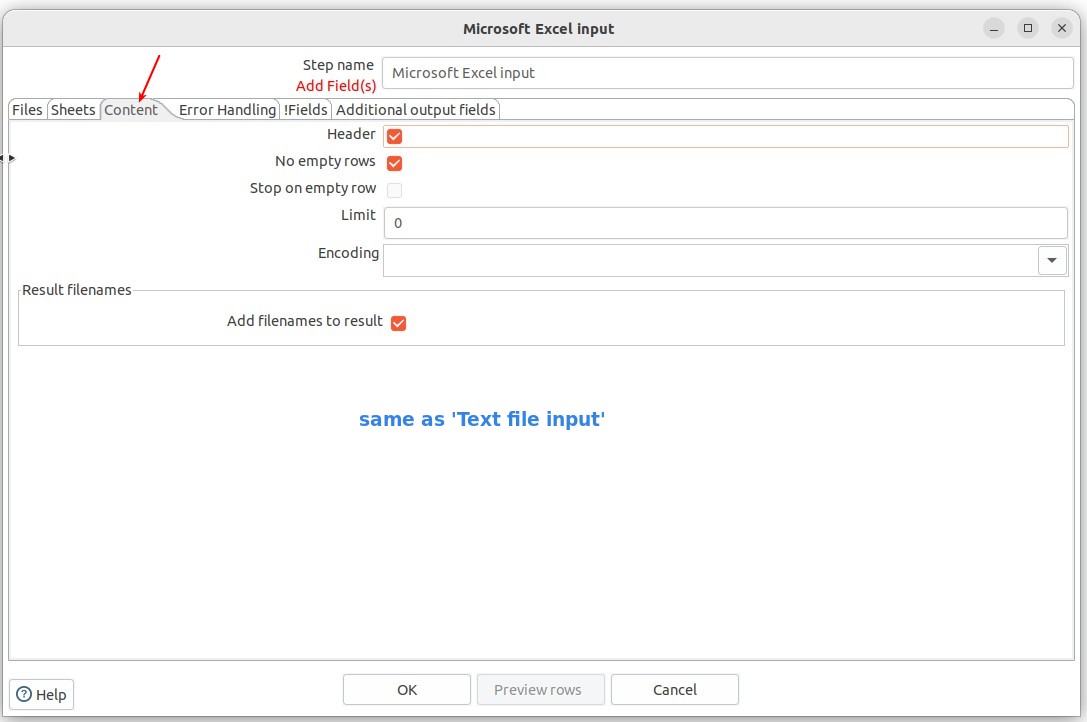 Microsoft Excel input
Step name Microsoft Excel input
Add Field(s)
Files Sheets Content Error Handling !Fields Additional output fields
Header
No empty rows
Stop on empty row
Limit 0
Encoding
Result filenames
Add filenames to result
same as 'Text file input'
Help OK Preview rows Cancel